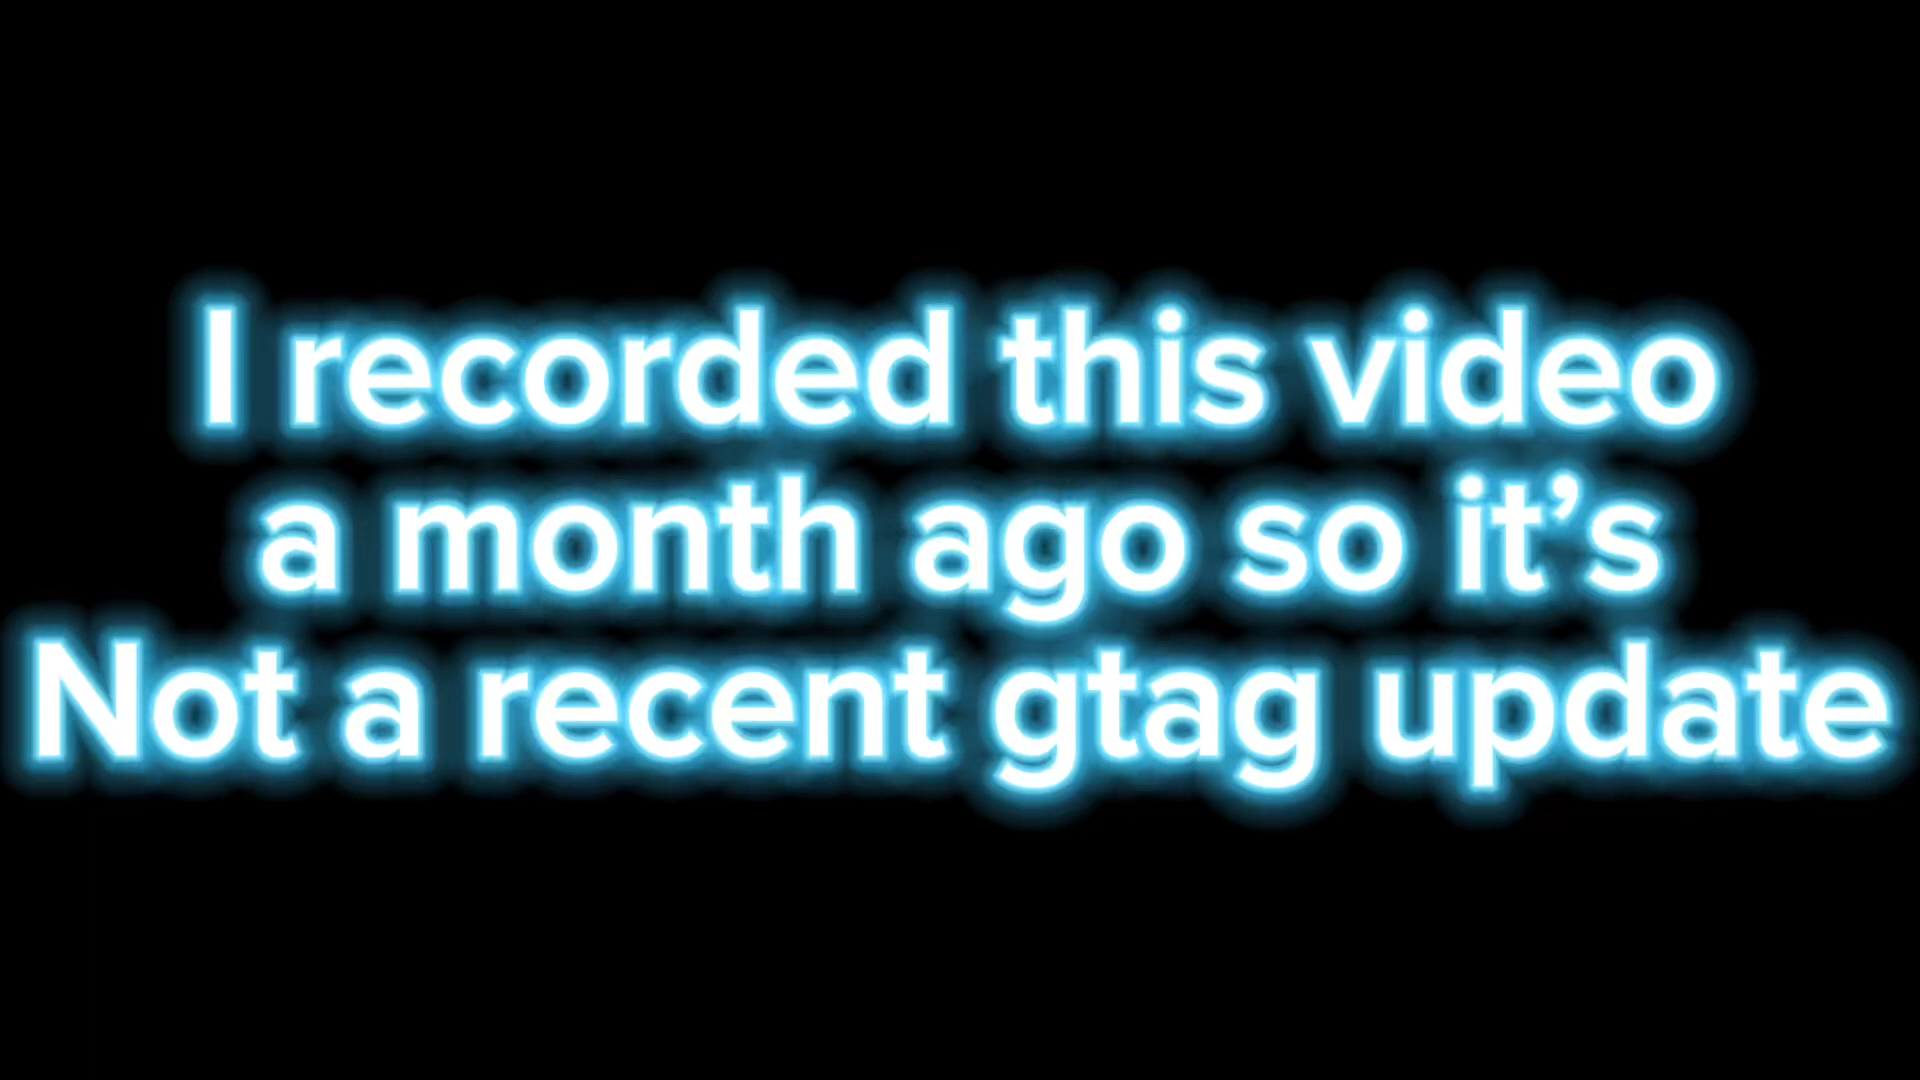 I recorded this video
a month ago so it’s
Not a recent gtag update